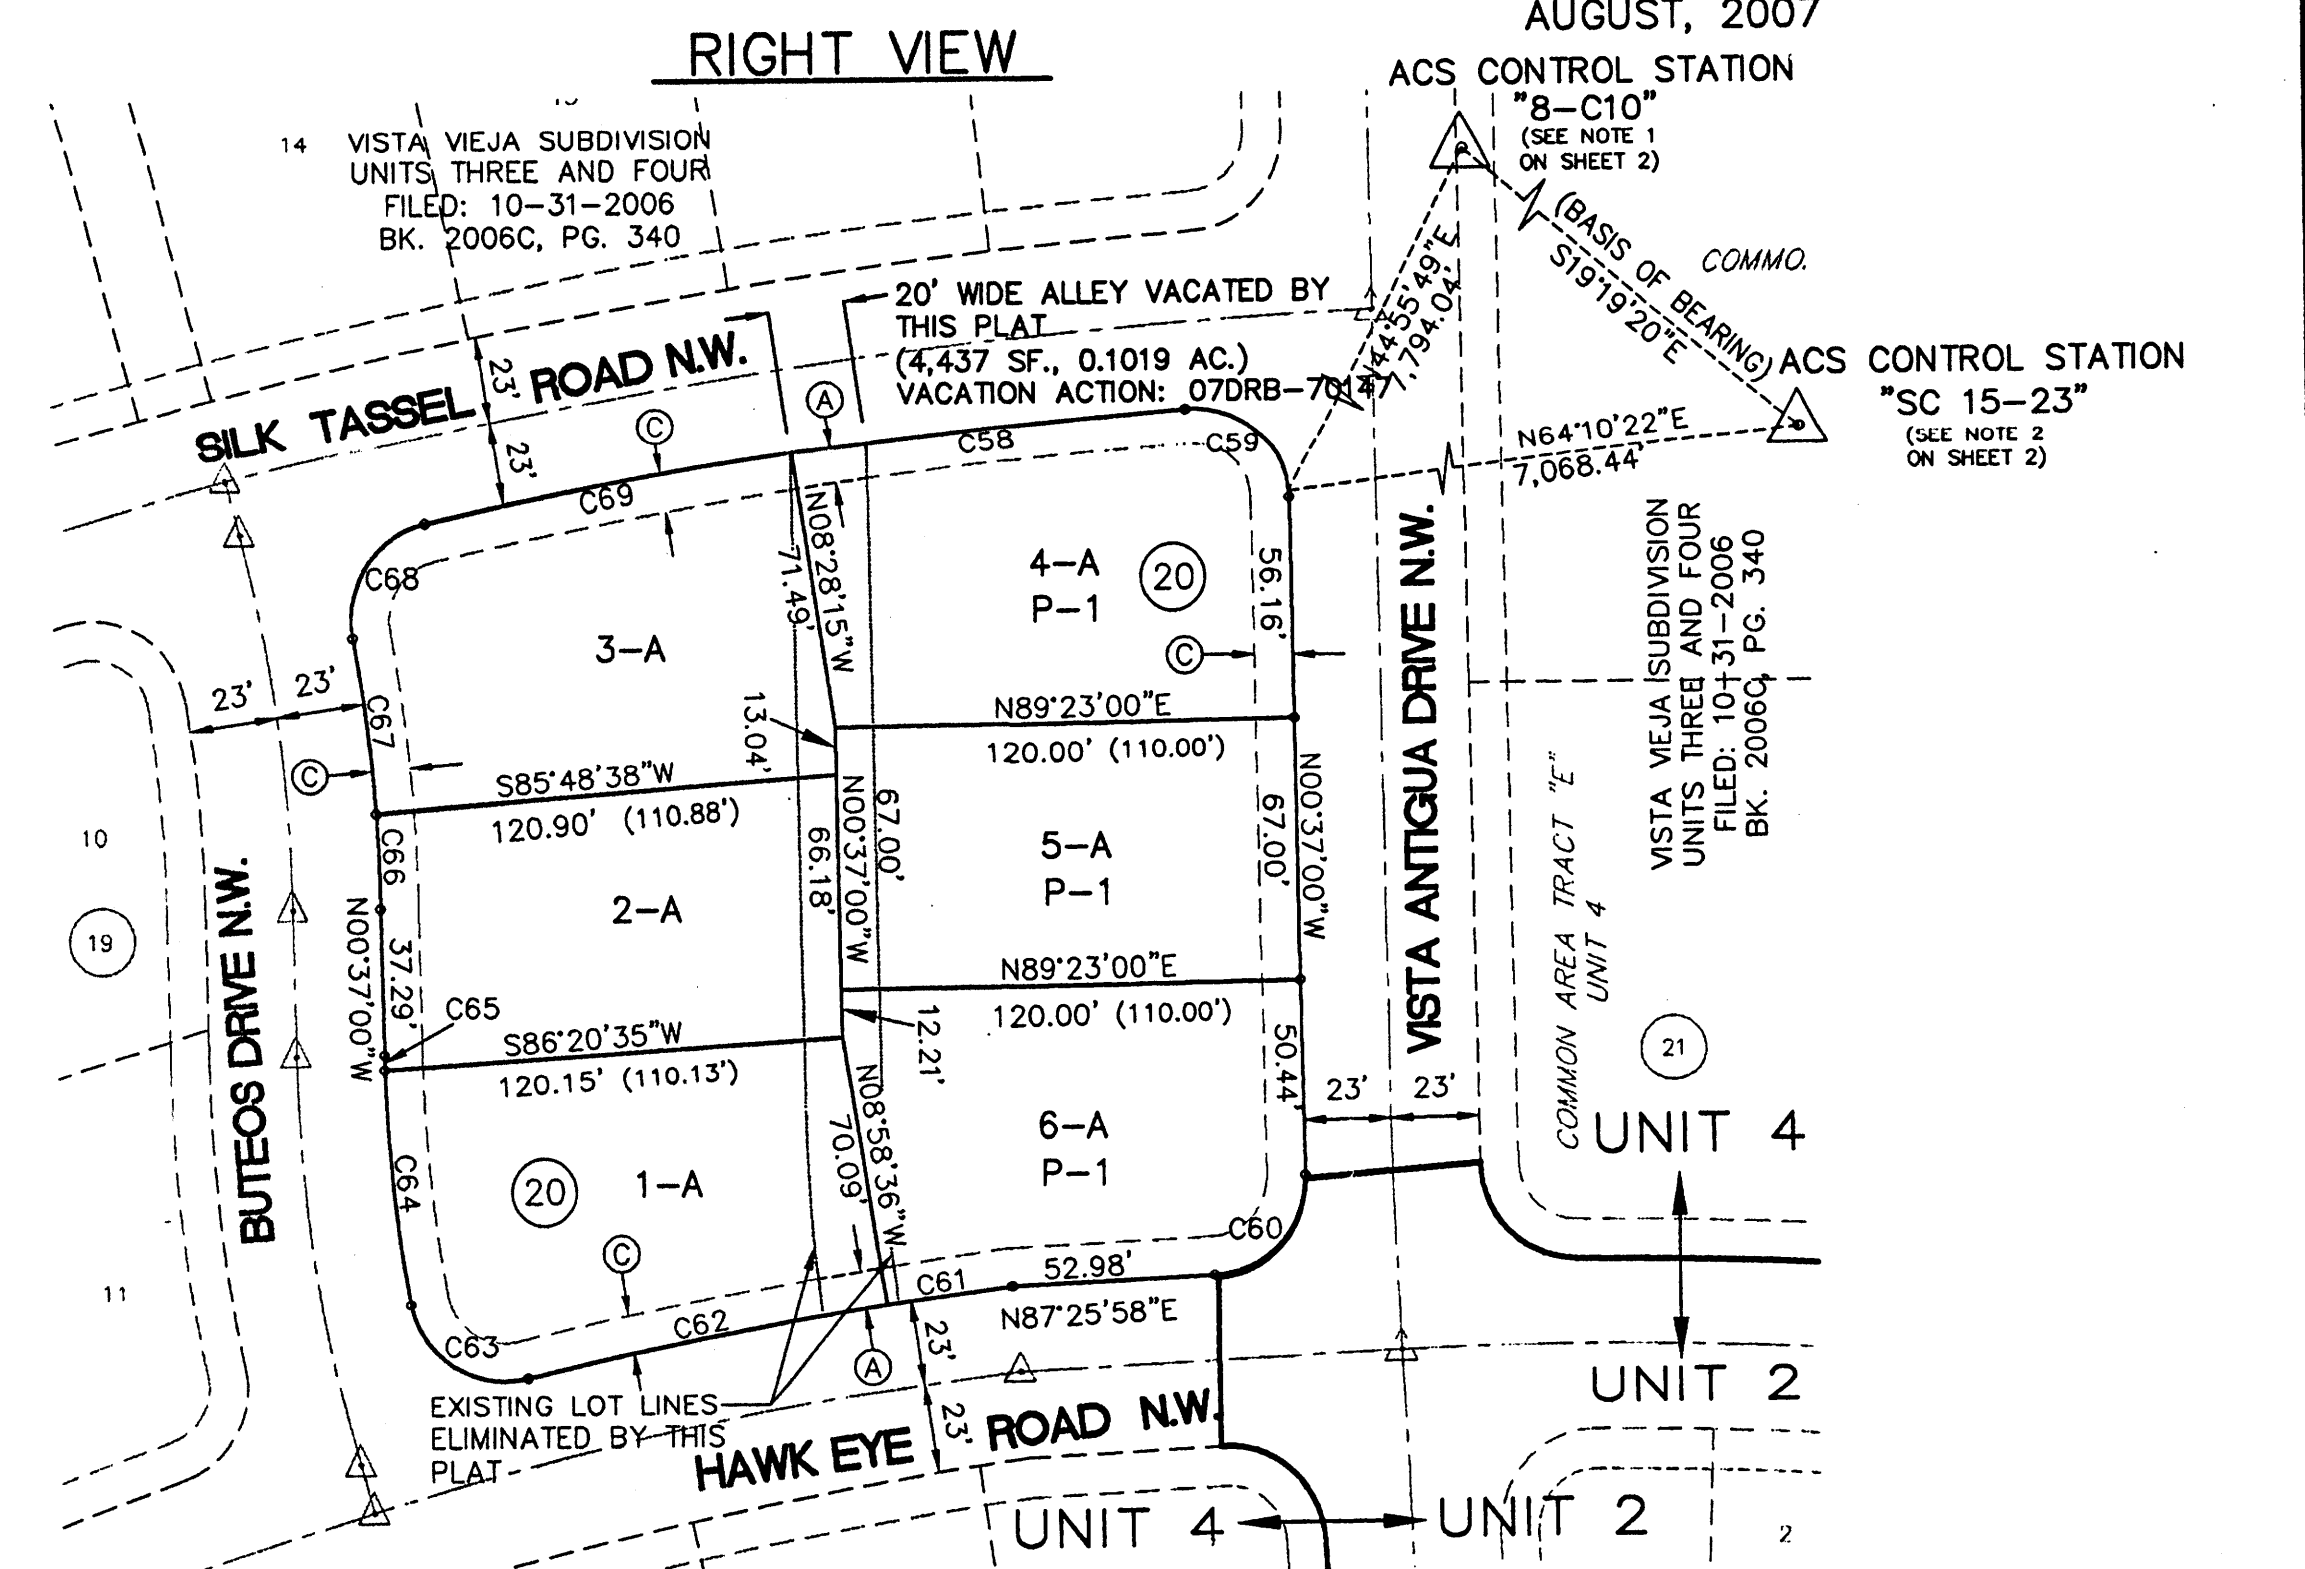 AUGUST, 2007
RIGHT VIEW
ACS CONTROL STATION
"8-C10"
(SEE NOTE 1
ON SHEET 2)
14
VISTA VIEJA SUBDIVISION
UNITS THREE AND FOUR
FILED: 10-31-2006
BK. 2006C, PG. 340
(BASIS OF BEARING)
S19°19'20"E
COMMO.
N44°55'49"E
7,794.04'
20' WIDE ALLEY VACATED BY
THIS PLAT
(4,437 SF., 0.1019 AC.)
VACATION ACTION: 07DRB-70147
ACS CONTROL STATION
"SC 15-23"
(SEE NOTE 2
ON SHEET 2)
N64°10'22"E
7,068.44'
SILK TASSEL ROAD N.W.
23'
23'
C
A
C58
C59
C69
C68
N08°28'15"W
71.49'
3-A
4-A
P-1
20
56.16'
C
VISTA ANTIGUA DRIVE N.W.
VISTA VIEJA SUBDIVISION
UNITS THREE AND FOUR
FILED: 10-31-2006
BK. 2006C, PG. 340
23'
23'
C67
C
13.04'
N89°23'00"E
120.00' (110.00')
S85°48'38"W
120.90' (110.88')
10
19
BUTEOS DRIVE N.W.
C66
N00°37'00"W
37.29'
C65
2-A
66.18'
N00°37'00"W
67.00'
5-A
P-1
67.00'
N00°37'00"W
COMMON AREA TRACT "E"
UNIT 4
21
N89°23'00"E
120.00' (110.00')
S86°20'35"W
120.15' (110.13')
12.21'
50.44'
23'
23'
N08°58'36"W
70.09'
6-A
P-1
C64
20
1-A
C
UNIT 4
11
C60
C61
52.98'
N87°25'58"E
C62
C63
A
23'
23'
EXISTING LOT LINES
ELIMINATED BY THIS
PLAT
HAWK EYE ROAD N.W.
UNIT 2
UNIT 4
UNIT 2
2